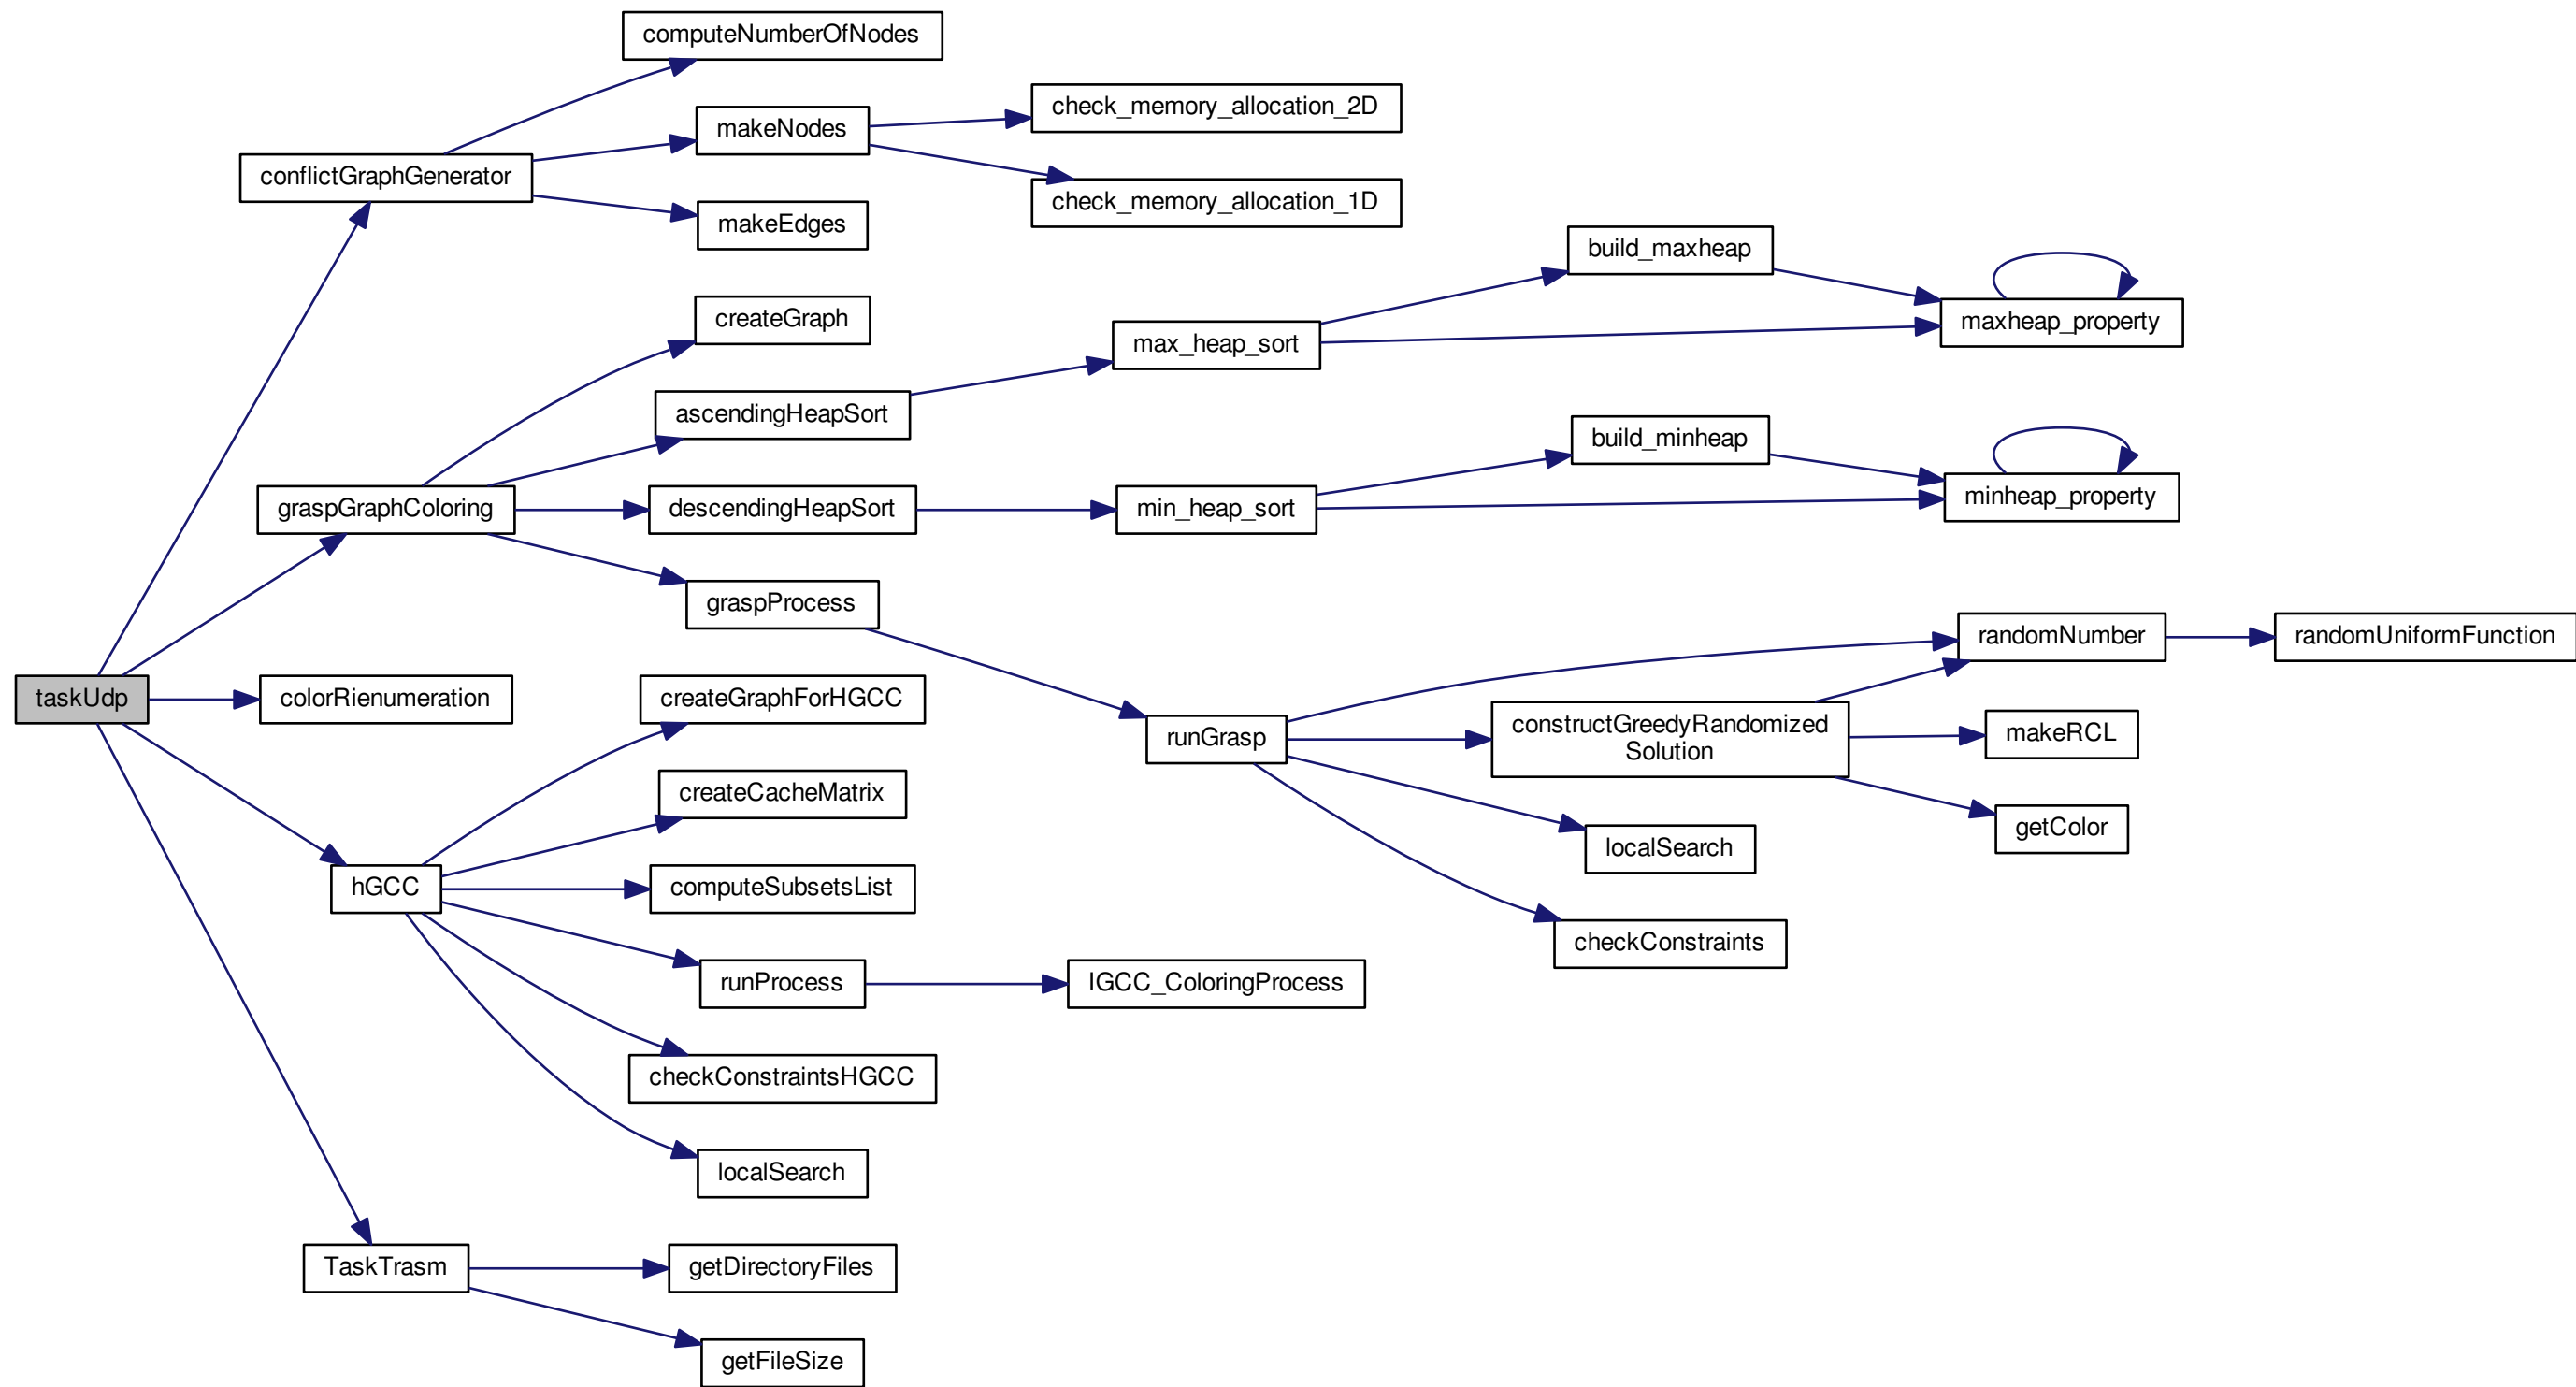 computeNumberOfNodes
makeNodes
check_memory_allocation_2D
conflictGraphGenerator
check_memory_allocation_1D
makeEdges
build_maxheap
createGraph
max_heap_sort
maxheap_property
ascendingHeapSort
build_minheap
graspGraphColoring
descendingHeapSort
min_heap_sort
minheap_property
graspProcess
randomNumber
randomUniformFunction
taskUdp
colorRienumeration
createGraphForHGCC
runGrasp
constructGreedyRandomized
Solution
makeRCL
createCacheMatrix
getColor
localSearch
hGCC
computeSubsetsList
checkConstraints
runProcess
IGCC_ColoringProcess
checkConstraintsHGCC
localSearch
TaskTrasm
getDirectoryFiles
getFileSize